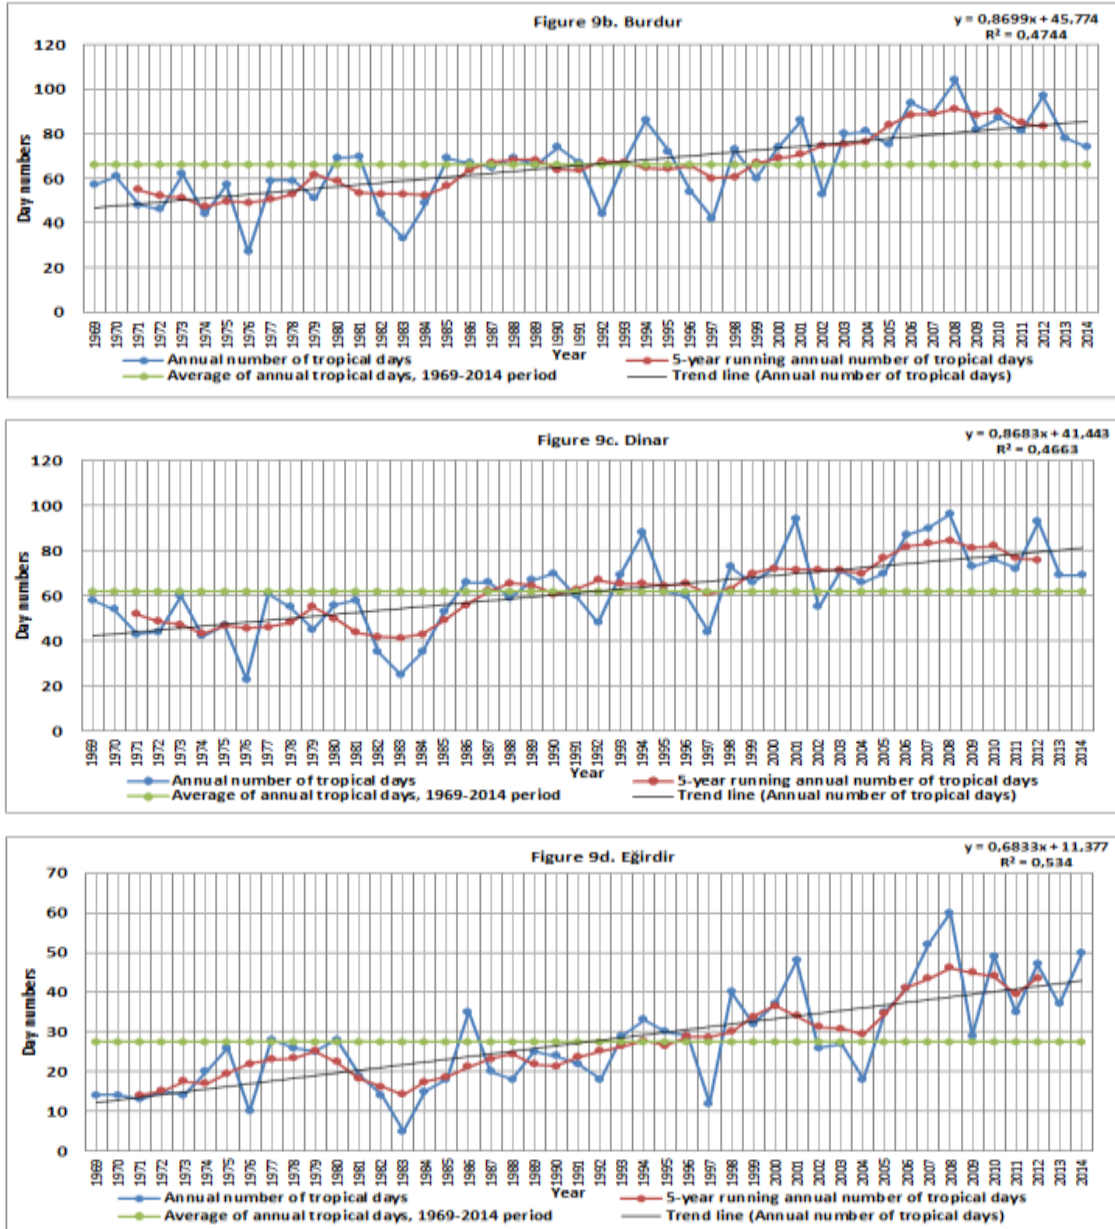 Figure 9b. Burdur
y = 0,8699x + 45,774
R² = 0,4744
120
100
80
60
40
20
0
Day numbers
1969 1970 1971 1972 1973 1974 1975 1976 1977 1978 1979 1980 1981 1982 1983 1984 1985 1986 1987 1988 1989 1990 1991 1992 1993 1994 1995 1996 1997 1998 1999 2000 2001 2002 2003 2004 2005 2006 2007 2008 2009 2010 2011 2012 2013 2014
Year
Annual number of tropical days
5-year running annual number of tropical days
Average of annual tropical days, 1969-2014 period
Trend line (Annual number of tropical days)
Figure 9c. Dinar
y = 0,8683x + 41,443
R² = 0,4663
120
100
80
60
40
20
0
Day numbers
1969 1970 1971 1972 1973 1974 1975 1976 1977 1978 1979 1980 1981 1982 1983 1984 1985 1986 1987 1988 1989 1990 1991 1992 1993 1994 1995 1996 1997 1998 1999 2000 2001 2002 2003 2004 2005 2006 2007 2008 2009 2010 2011 2012 2013 2014
Year
Annual number of tropical days
5-year running annual number of tropical days
Average of annual tropical days, 1969-2014 period
Trend line (Annual number of tropical days)
Figure 9d. Eğirdir
y = 0,6833x + 11,377
R² = 0,534
70
60
50
40
30
20
10
0
Day numbers
1969 1970 1971 1972 1973 1974 1975 1976 1977 1978 1979 1980 1981 1982 1983 1984 1985 1986 1987 1988 1989 1990 1991 1992 1993 1994 1995 1996 1997 1998 1999 2000 2001 2002 2003 2004 2005 2006 2007 2008 2009 2010 2011 2012 2013 2014
Year
Annual number of tropical days
5-year running annual number of tropical days
Average of annual tropical days, 1969-2014 period
Trend line (Annual number of tropical days)